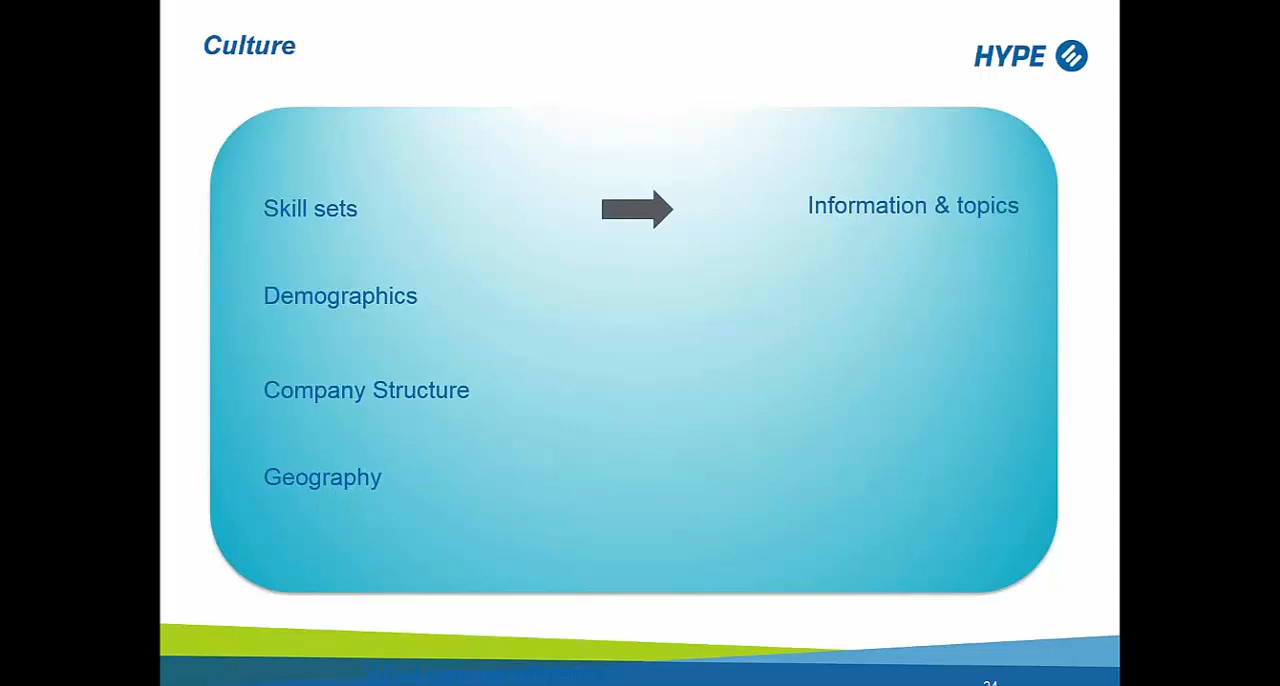 Culture
HYPE
Skill sets
Information & topics
Demographics
Company Structure
Geography